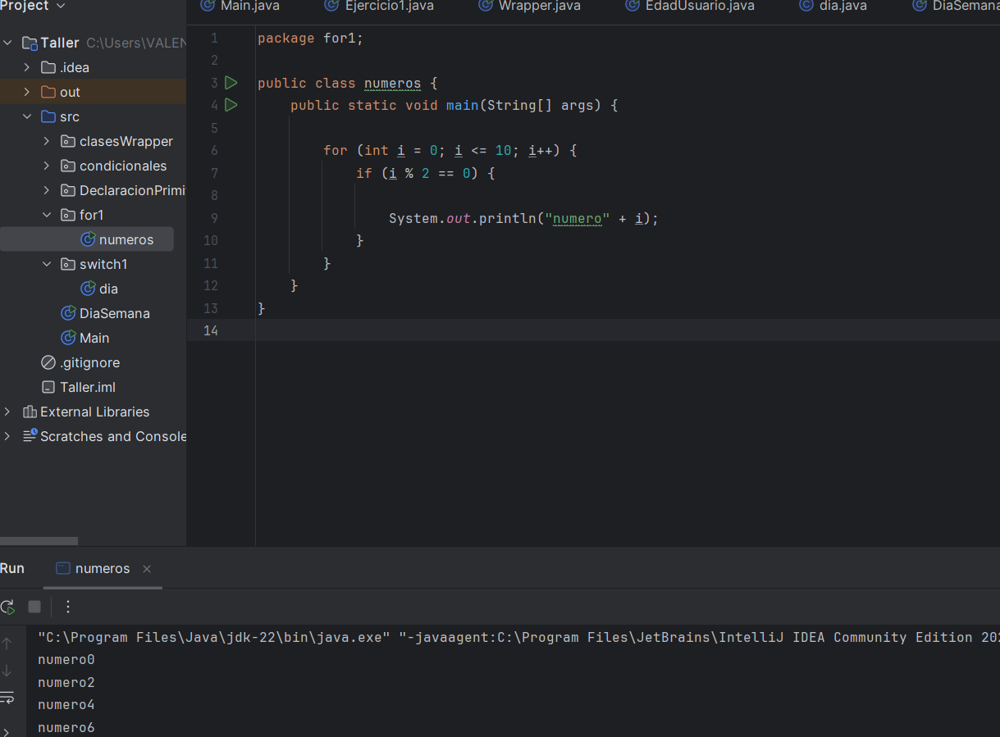 Project
Main.java Ejercicio1.java Wrapper.java EdadUsuario.java dia.java DiaSemana
Taller C:\Users\VALEN
.idea
out
src
clasesWrapper
condicionales
DeclaracionPrimi
for1
numeros
switch1
dia
DiaSemana
Main
.gitignore
Taller.iml
External Libraries
Scratches and Console
1 package for1;
2
3 public class numeros {
4 public static void main(String[] args) {
5
6 for (int i = 0; i <= 10; i++) {
7 if (i % 2 == 0) {
8
9 System.out.println("numero" + i);
10 }
11 }
12 }
13 }
14
Run numeros
"C:\Program Files\Java\jdk-22\bin\java.exe" "-javaagent:C:\Program Files\JetBrains\IntelliJ IDEA Community Edition 202
numero0
numero2
numero4
numero6